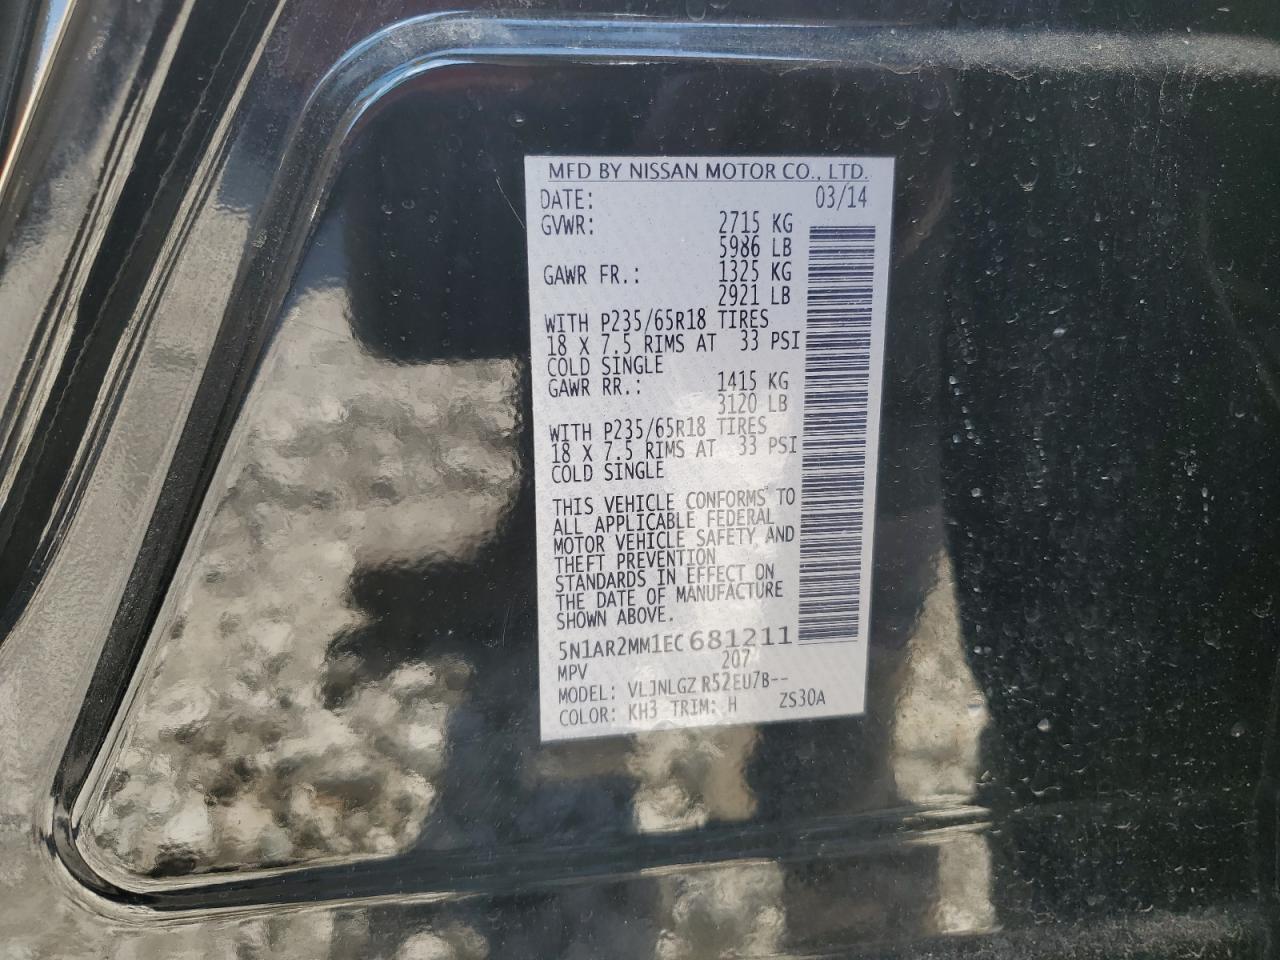 MFD BY NISSAN MOTOR CO., LTD.
DATE: 03/14
GVWR: 2715 KG
5986 LB
GAWR FR.: 1325 KG
2921 LB
WITH P235/65R18 TIRES
18 X 7.5 RIMS AT 33 PSI
COLD SINGLE
GAWR RR.: 1415 KG
3120 LB
WITH P235/65R18 TIRES
18 X 7.5 RIMS AT 33 PSI
COLD SINGLE
THIS VEHICLE CONFORMS TO
ALL APPLICABLE FEDERAL
MOTOR VEHICLE SAFETY AND
THEFT PREVENTION
STANDARDS IN EFFECT ON
THE DATE OF MANUFACTURE
SHOWN ABOVE.
5N1AR2MM1EC681211
MPV
MODEL: VLJNLGZ R52EU7B--
COLOR: KH3 TRIM: H ZS30A